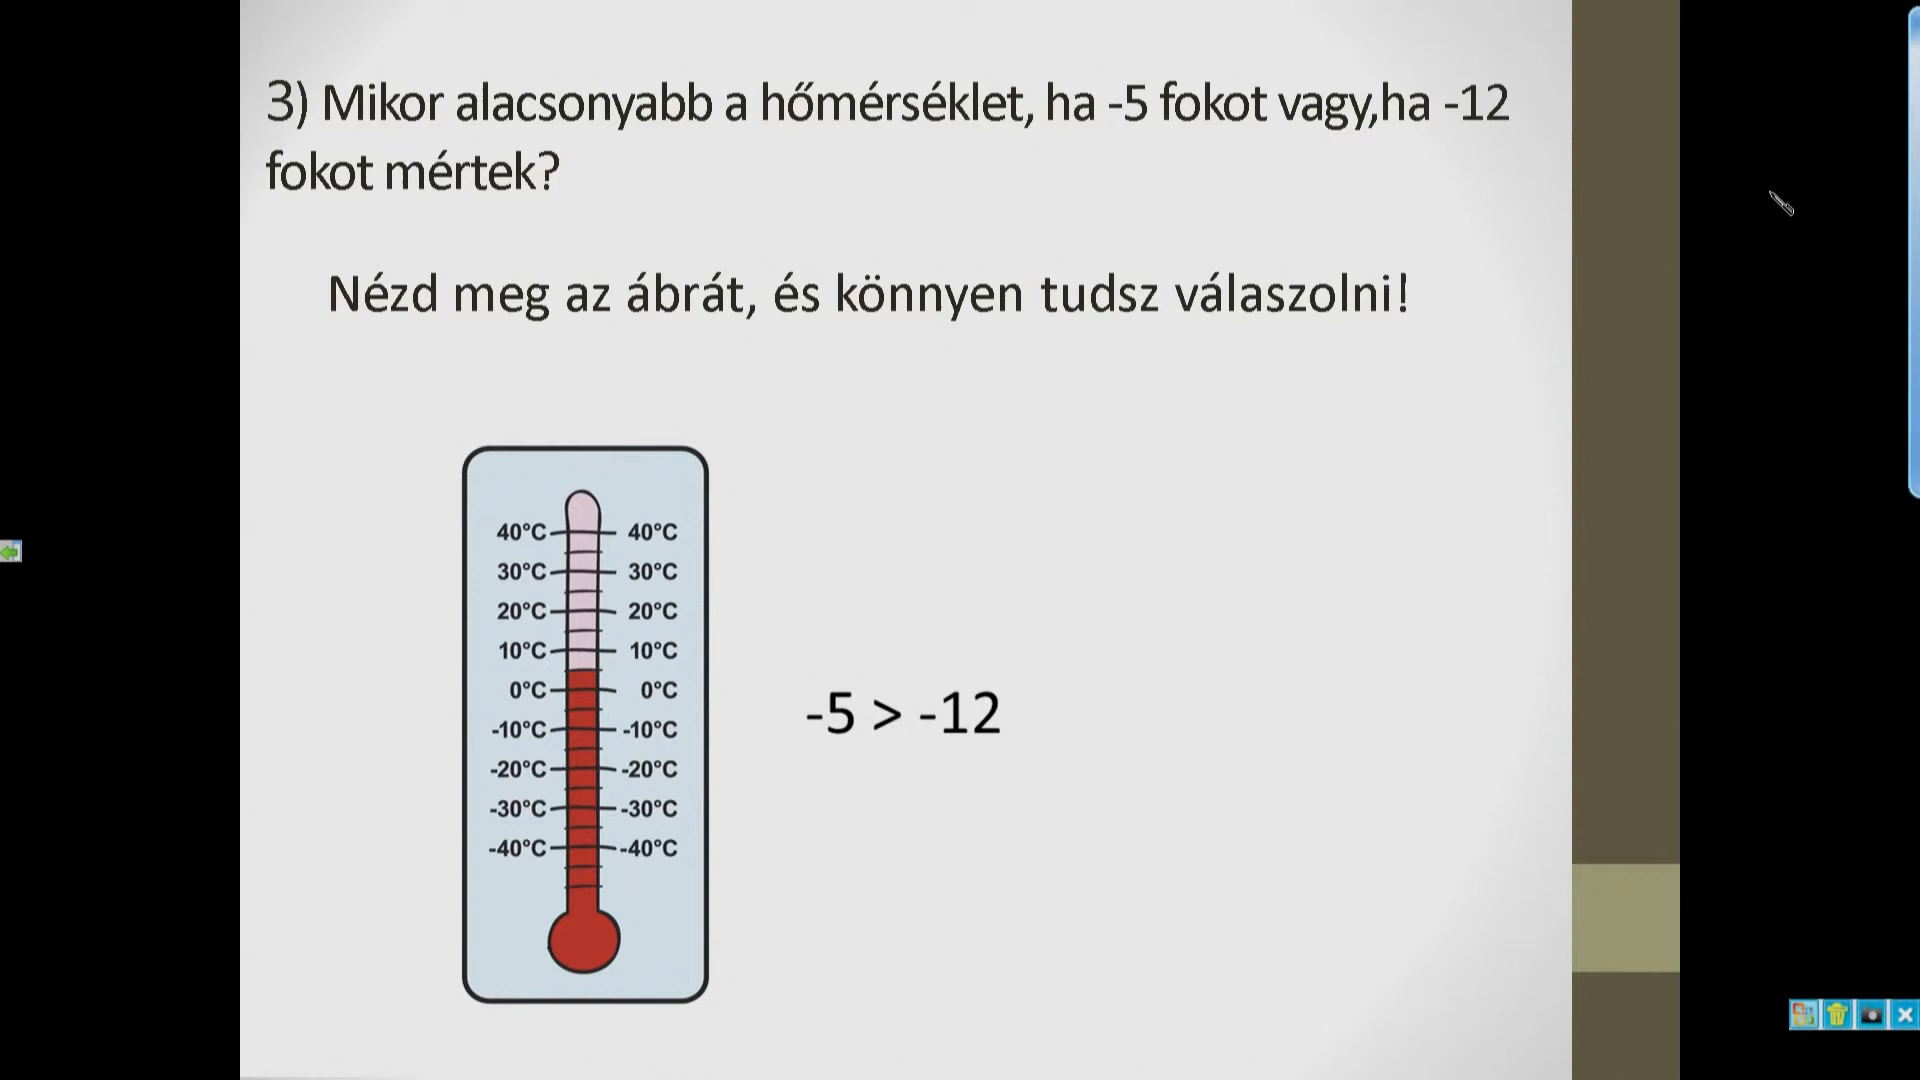 3) Mikor alacsonyabb a hőmérséklet, ha -5 fokot vagy,ha -12
fokot mértek?
Nézd meg az ábrát, és könnyen tudsz válaszolni!
40°C 40°C
30°C 30°C
20°C 20°C
10°C 10°C
0°C 0°C
-10°C -10°C
-20°C -20°C
-30°C -30°C
-40°C -40°C
-5 > -12